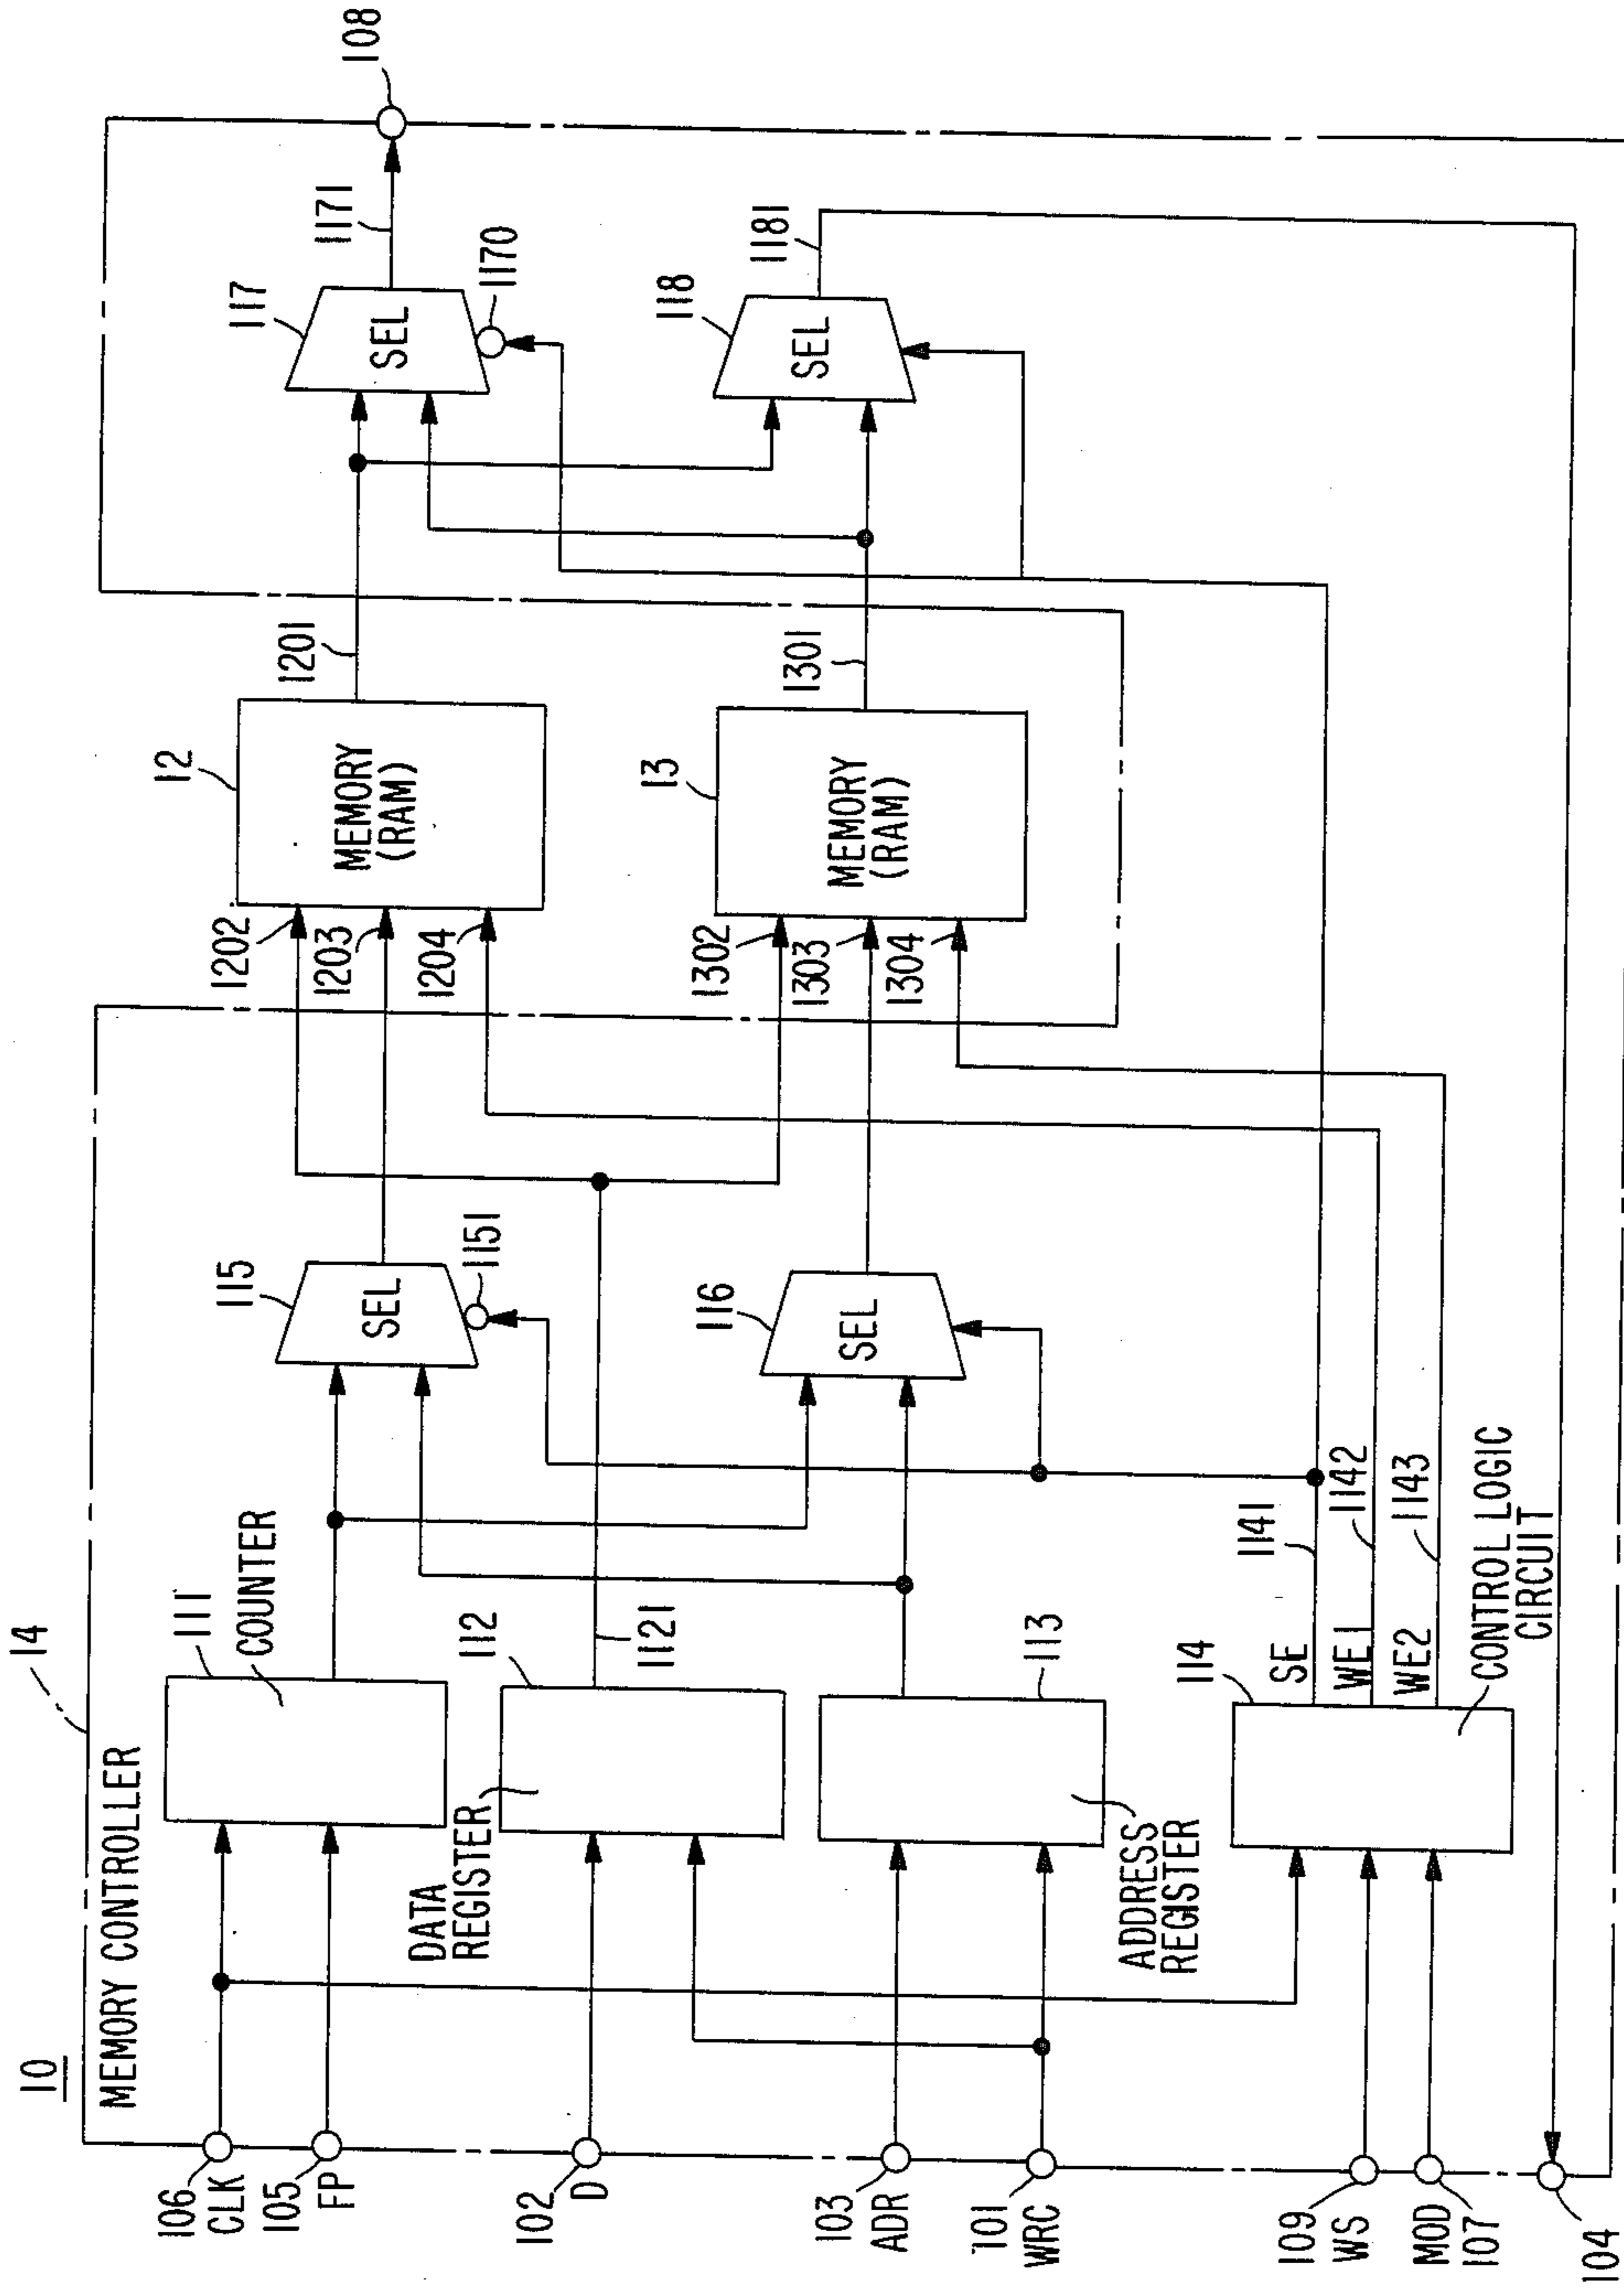 10
14
MEMORY CONTROLLER
106
CLK
105
FP
111
COUNTER
115
SEL
1151
1202
1203
1204
12
MEMORY
(RAM)
1201
117
SEL
1170
1171
108
102
D
DATA
REGISTER
112
1121
103
ADR
101
WRC
ADDRESS
REGISTER
113
116
SEL
1302
1303
1304
13
MEMORY
(RAM)
1301
118
SEL
1181
109
WS
MOD
107
114
SE
WE1
WE2
1141
1142
1143
CONTROL LOGIC
CIRCUIT
104